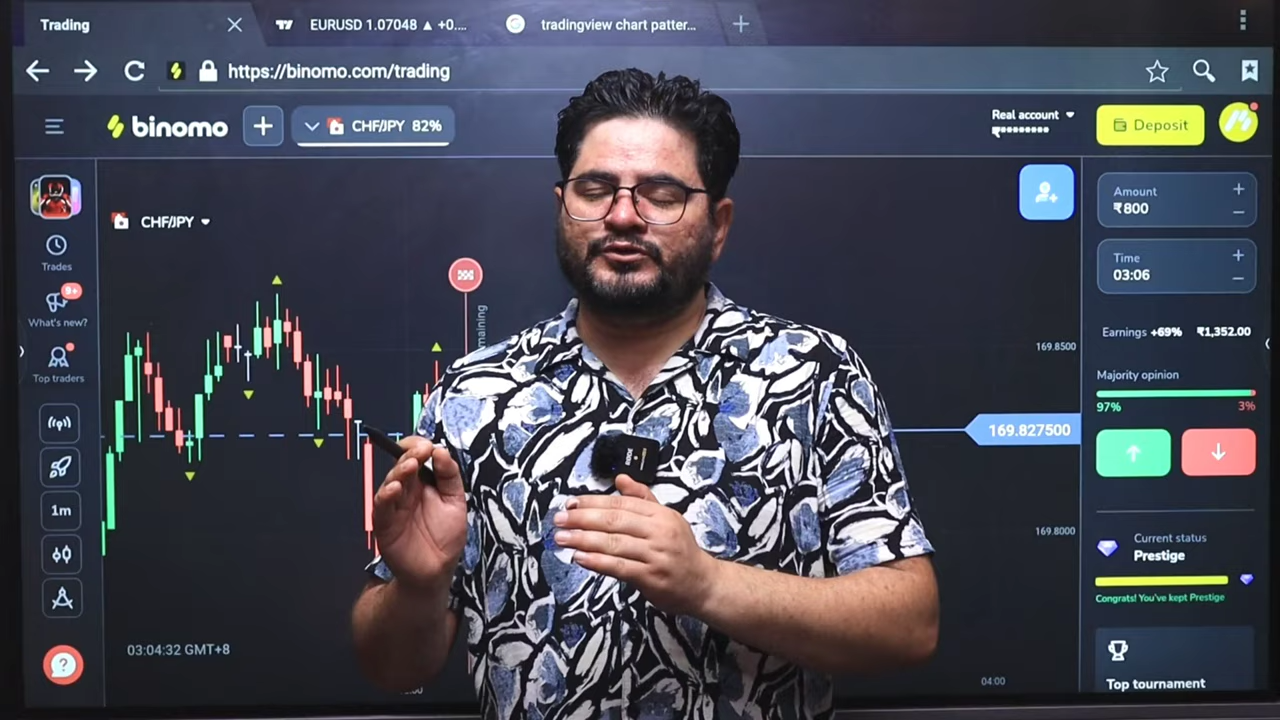 Trading
EURUSD 1.07048 ▲ +0....
tradingview chart patter...
https://binomo.com/trading
binomo
CHF/JPY 82%
Real account
₹********
Deposit
CHF/JPY
Amount
₹800
Time
03:06
Trades
9+
What's new?
Top traders
Earnings +69% ₹1,352.00
169.8500
Majority opinion
97% 3%
169.827500
1m
169.8000
Current status
Prestige
Congrats! You've kept Prestige
03:04:32 GMT+8
04:00
Top tournament